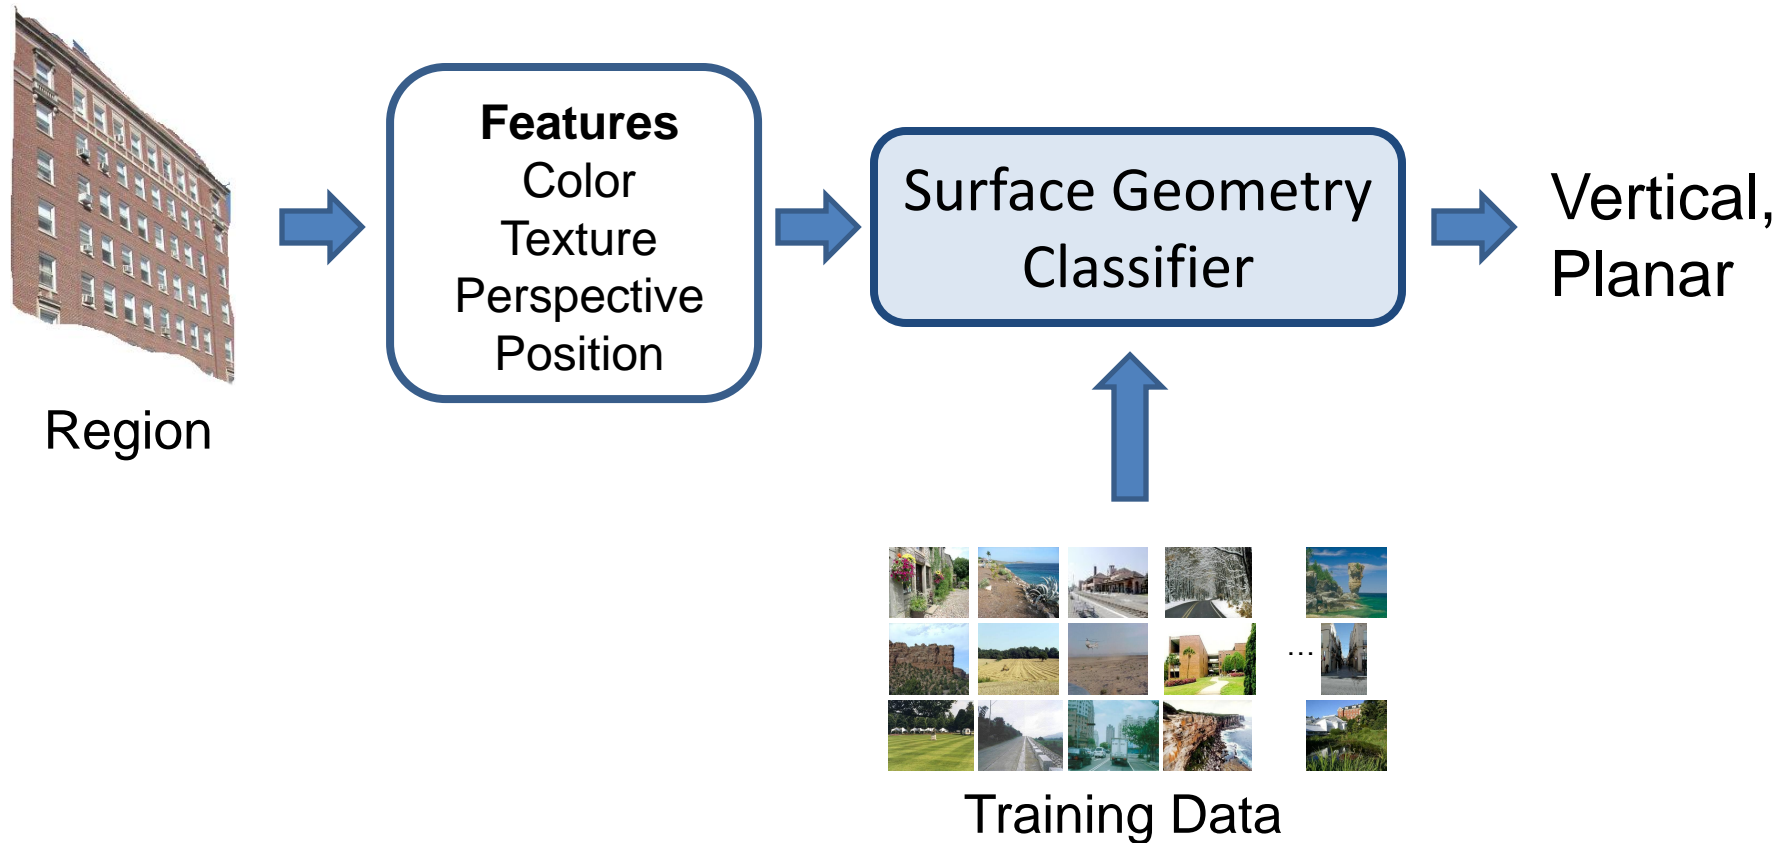 Region
Features
Color
Texture
Perspective
Position
Surface Geometry
Classifier
Vertical,
Planar
...
Training Data